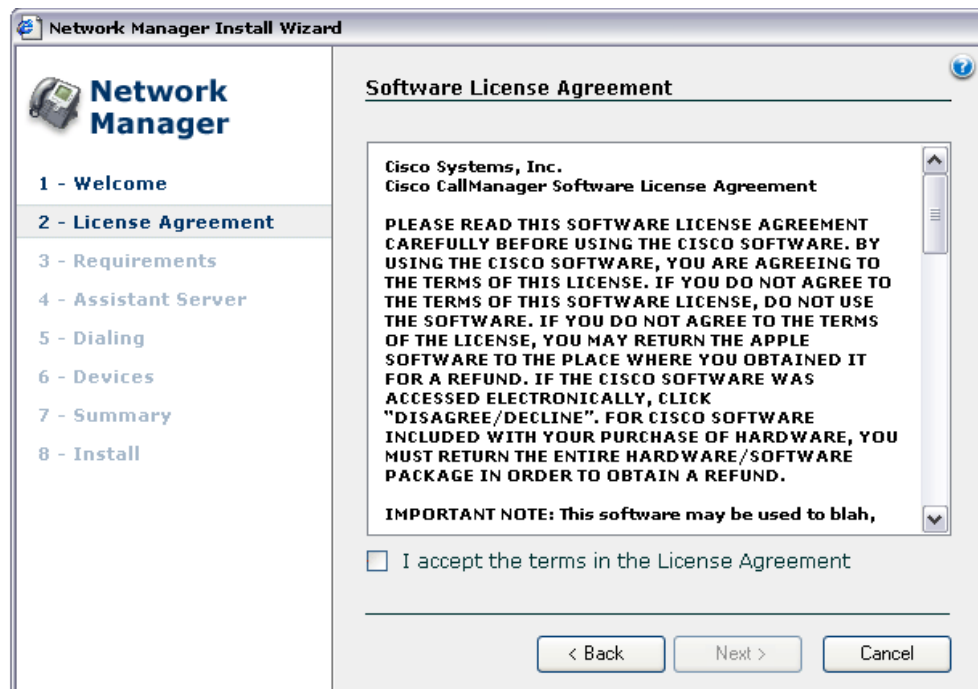 Network Manager Install Wizard
Network
Manager
1 - Welcome
2 - License Agreement
3 - Requirements
4 - Assistant Server
5 - Dialing
6 - Devices
7 - Summary
8 - Install
?
Software License Agreement
Cisco Systems, Inc.
Cisco CallManager Software License Agreement
PLEASE READ THIS SOFTWARE LICENSE AGREEMENT
CAREFULLY BEFORE USING THE CISCO SOFTWARE. BY
USING THE CISCO SOFTWARE, YOU ARE AGREEING TO
THE TERMS OF THIS LICENSE. IF YOU DO NOT AGREE TO
THE TERMS OF THIS SOFTWARE LICENSE, DO NOT USE
THE SOFTWARE. IF YOU DO NOT AGREE TO THE TERMS
OF THE LICENSE, YOU MAY RETURN THE APPLE
SOFTWARE TO THE PLACE WHERE YOU OBTAINED IT
FOR A REFUND. IF THE CISCO SOFTWARE WAS
ACCESSED ELECTRONICALLY, CLICK
"DISAGREE/DECLINE". FOR CISCO SOFTWARE
INCLUDED WITH YOUR PURCHASE OF HARDWARE, YOU
MUST RETURN THE ENTIRE HARDWARE/SOFTWARE
PACKAGE IN ORDER TO OBTAIN A REFUND.
IMPORTANT NOTE: This software may be used to blah,
I accept the terms in the License Agreement
< Back
Next >
Cancel